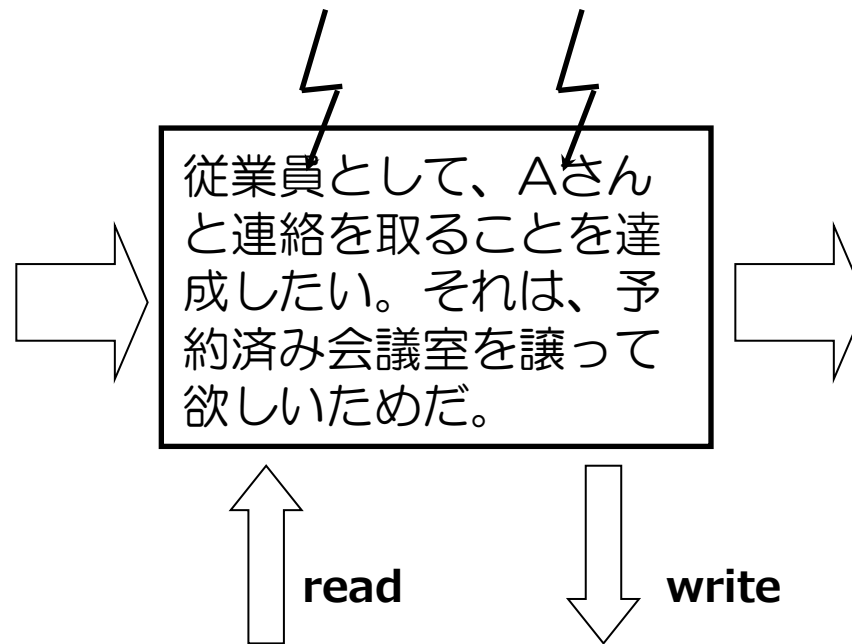 従業員として、Aさん
と連絡を取ることを達
成したい。それは、予
約済み会議室を譲って
欲しいためだ。
read
write